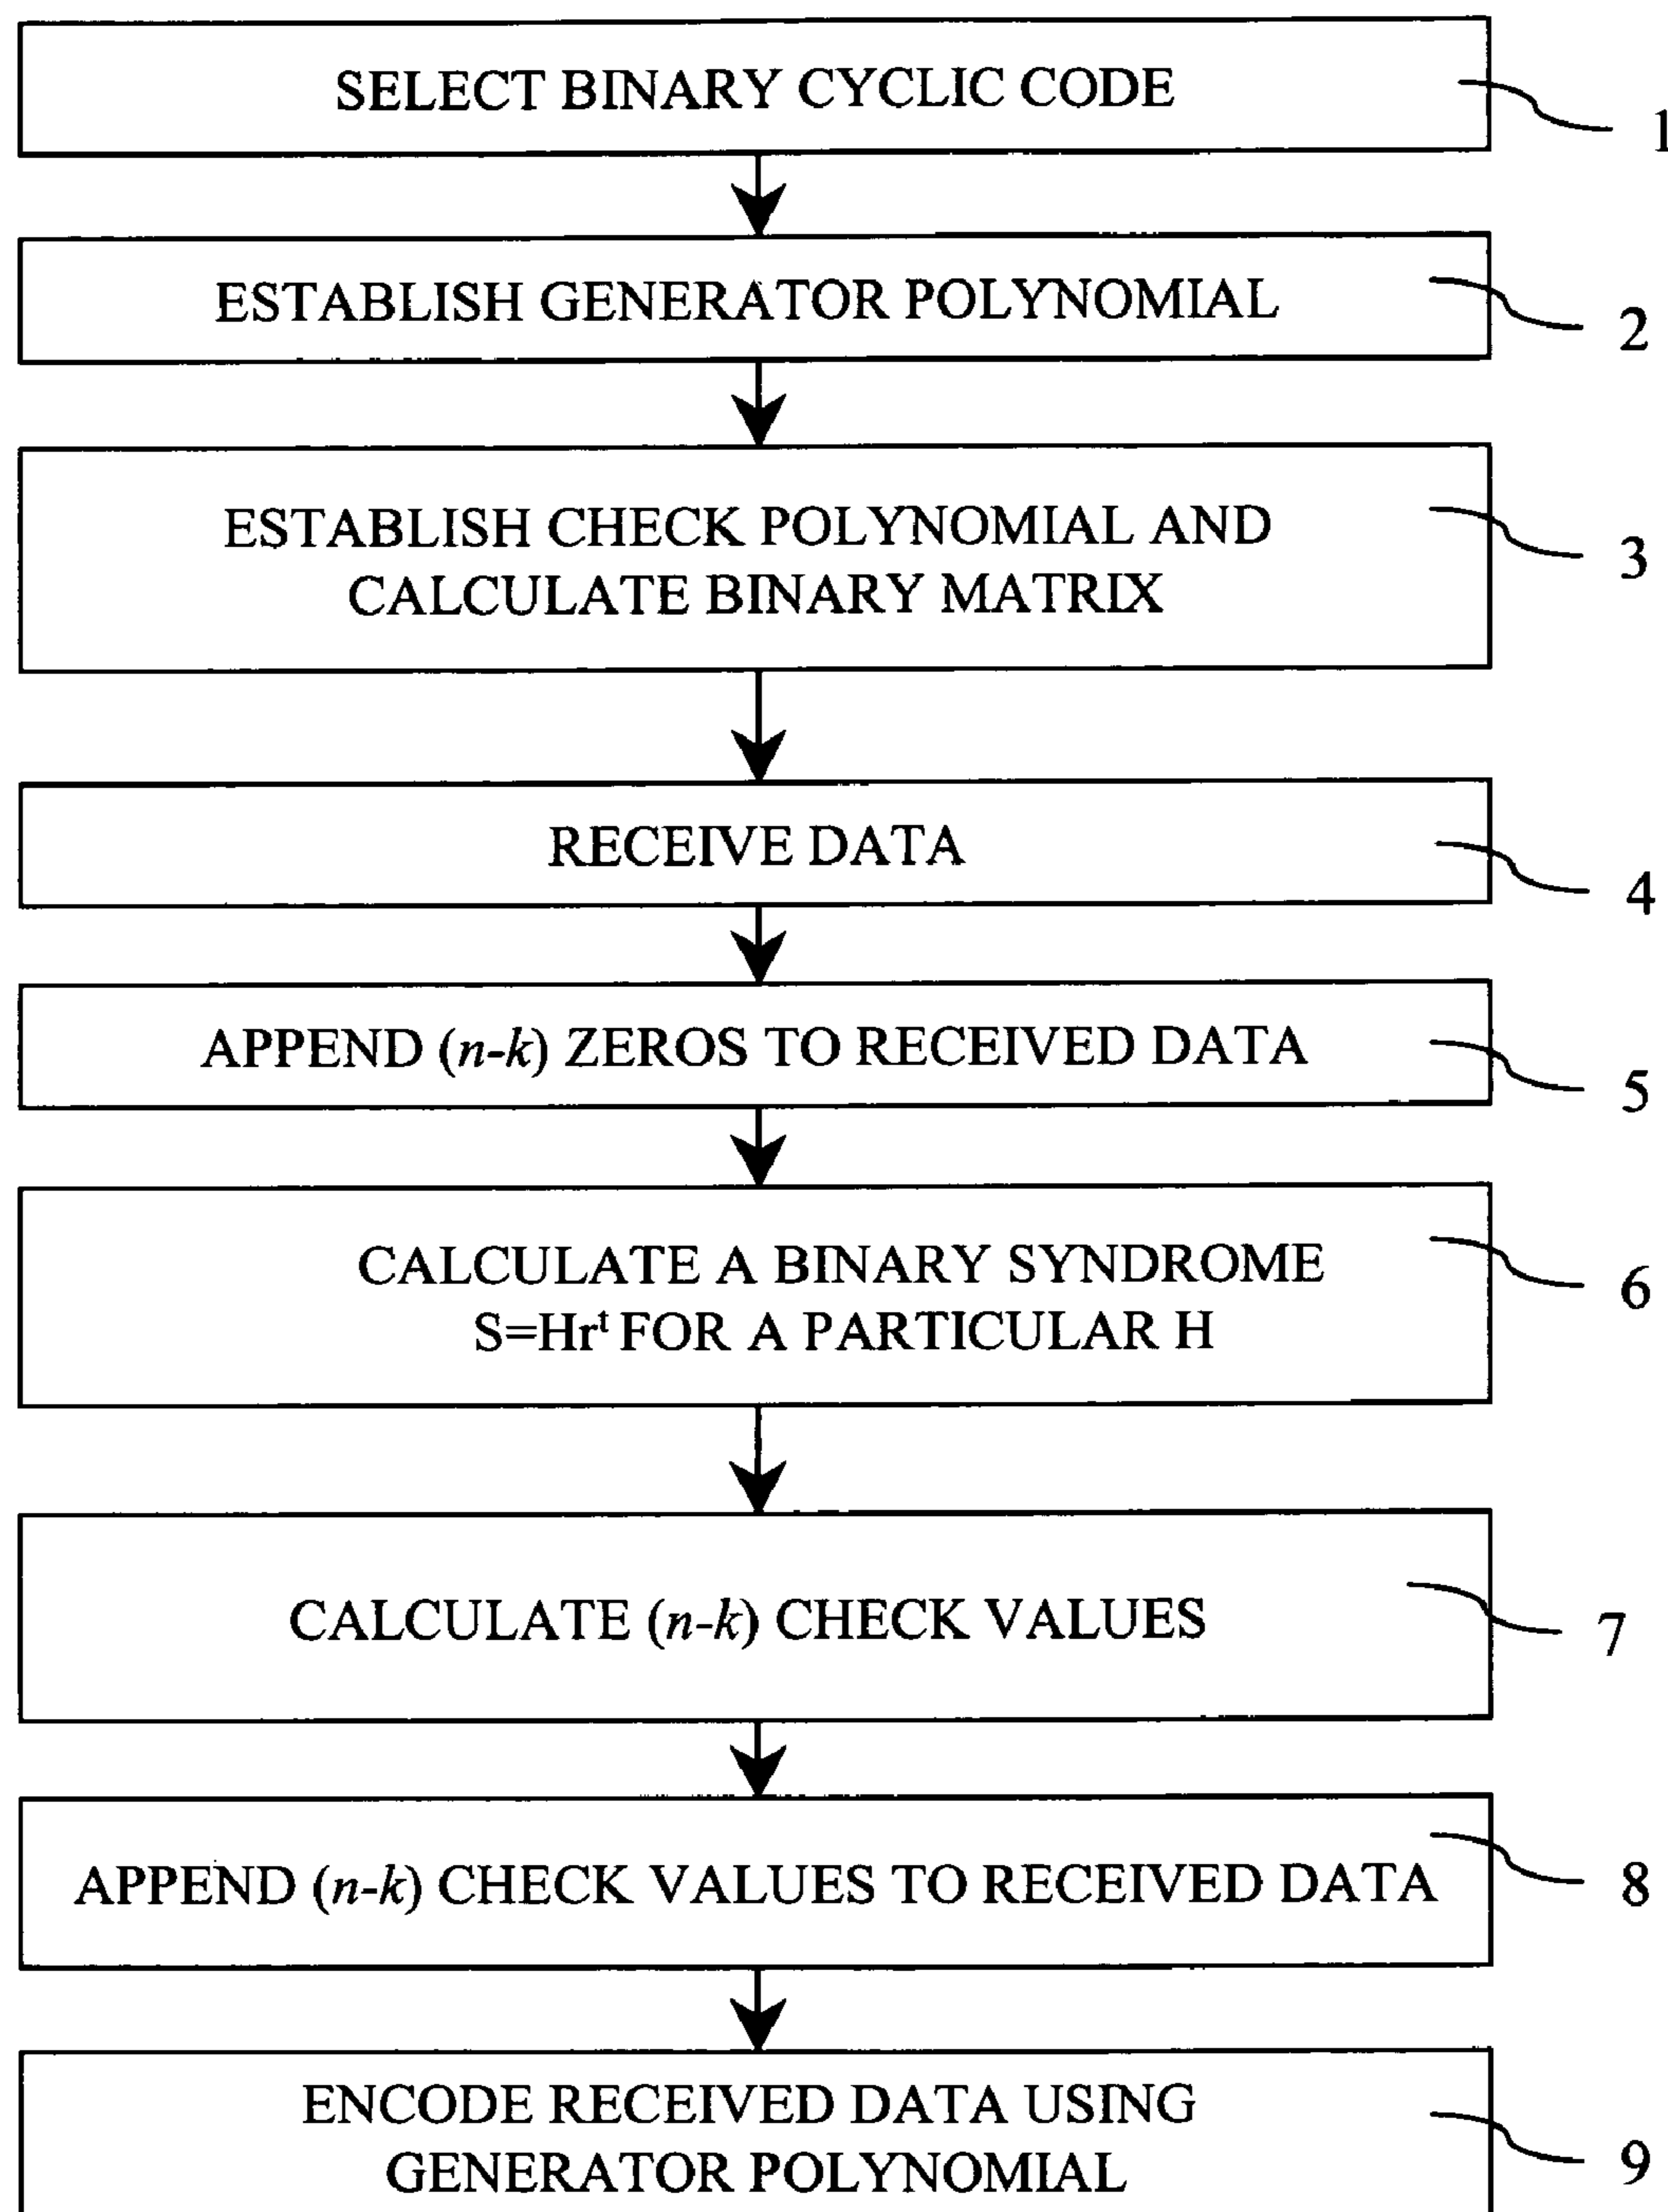 SELECT BINARY CYCLIC CODE
1
ESTABLISH GENERATOR POLYNOMIAL
2
ESTABLISH CHECK POLYNOMIAL AND
CALCULATE BINARY MATRIX
3
RECEIVE DATA
4
APPEND (n-k) ZEROS TO RECEIVED DATA
5
CALCULATE A BINARY SYNDROME
S=Hrᵗ FOR A PARTICULAR H
6
CALCULATE (n-k) CHECK VALUES
7
APPEND (n-k) CHECK VALUES TO RECEIVED DATA
8
ENCODE RECEIVED DATA USING
GENERATOR POLYNOMIAL
9